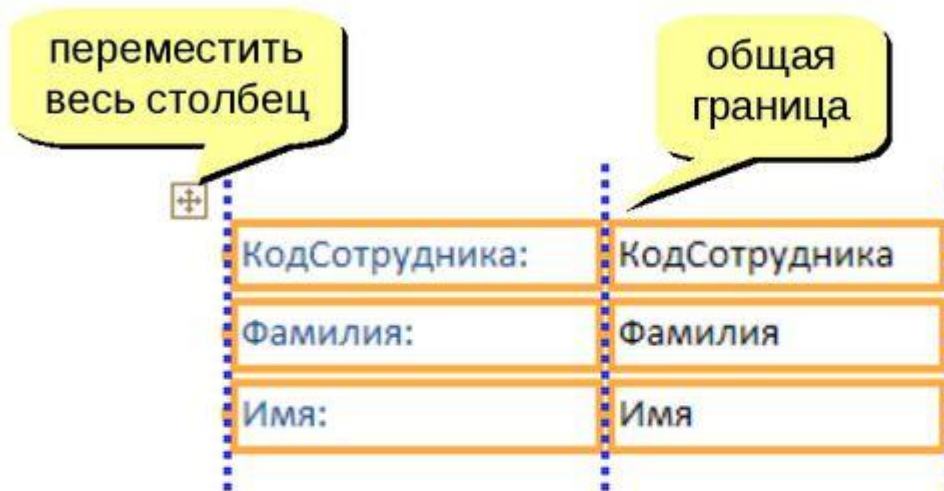 переместить
весь столбец
общая
граница
КодСотрудника: КодСотрудника
Фамилия: Фамилия
Имя: Имя